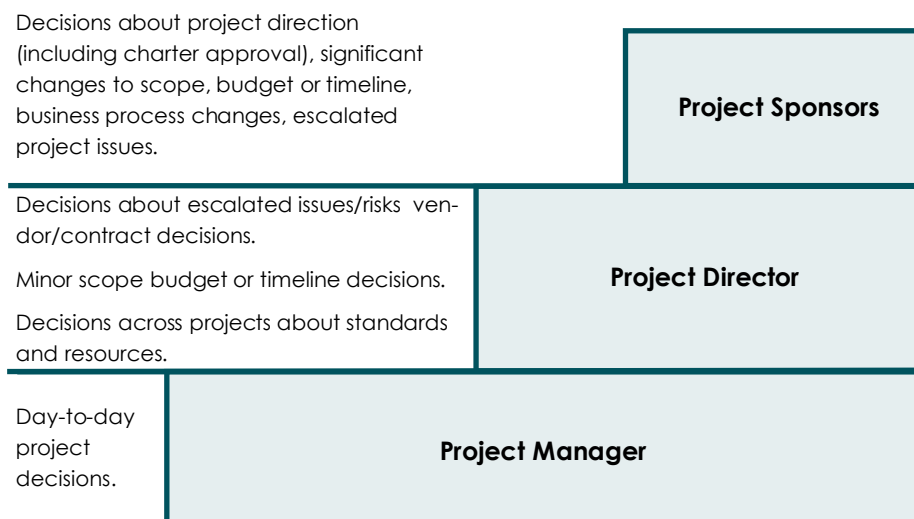 Decisions about project direction
(including charter approval), significant
changes to scope, budget or timeline,
business process changes, escalated
project issues.
Project Sponsors
Decisions about escalated issues/risks  ven-
dor/contract decisions.
Minor scope budget or timeline decisions.
Decisions across projects about standards
and resources.
Project Director
Day-to-day
project
decisions.
Project Manager